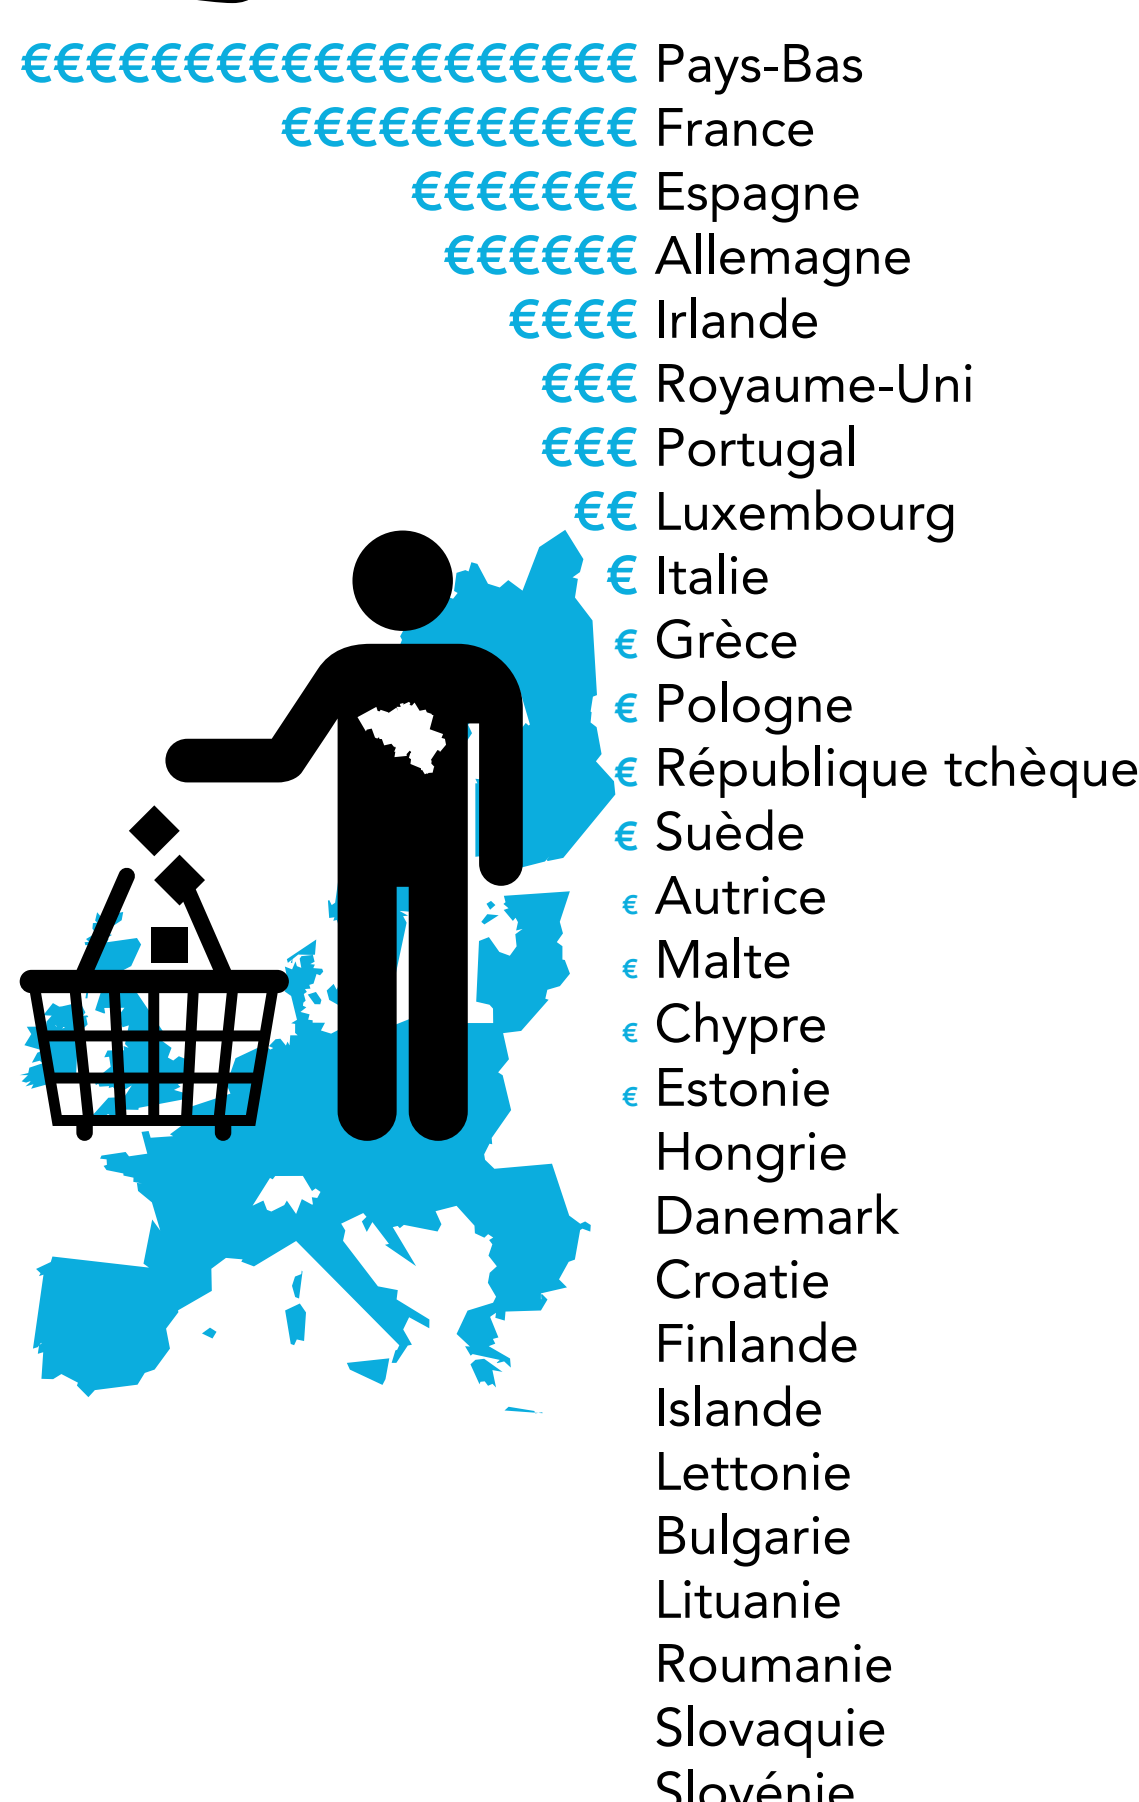 €€€€€€€€€€€€€€€€€€€ Pays-Bas
€€€€€€€€€€€ France
€€€€€€€ Espagne
€€€€€€ Allemagne
€€€€ Irlande
€€€ Royaume-Uni
€€€ Portugal
€€ Luxembourg
€ Italie
€ Grèce
€ Pologne
€ République tchèque
€ Suède
€ Autrice
€ Malte
€ Chypre
€ Estonie
Hongrie
Danemark
Croatie
Finlande
Islande
Lettonie
Bulgarie
Lituanie
Roumanie
Slovaquie
Slovénie